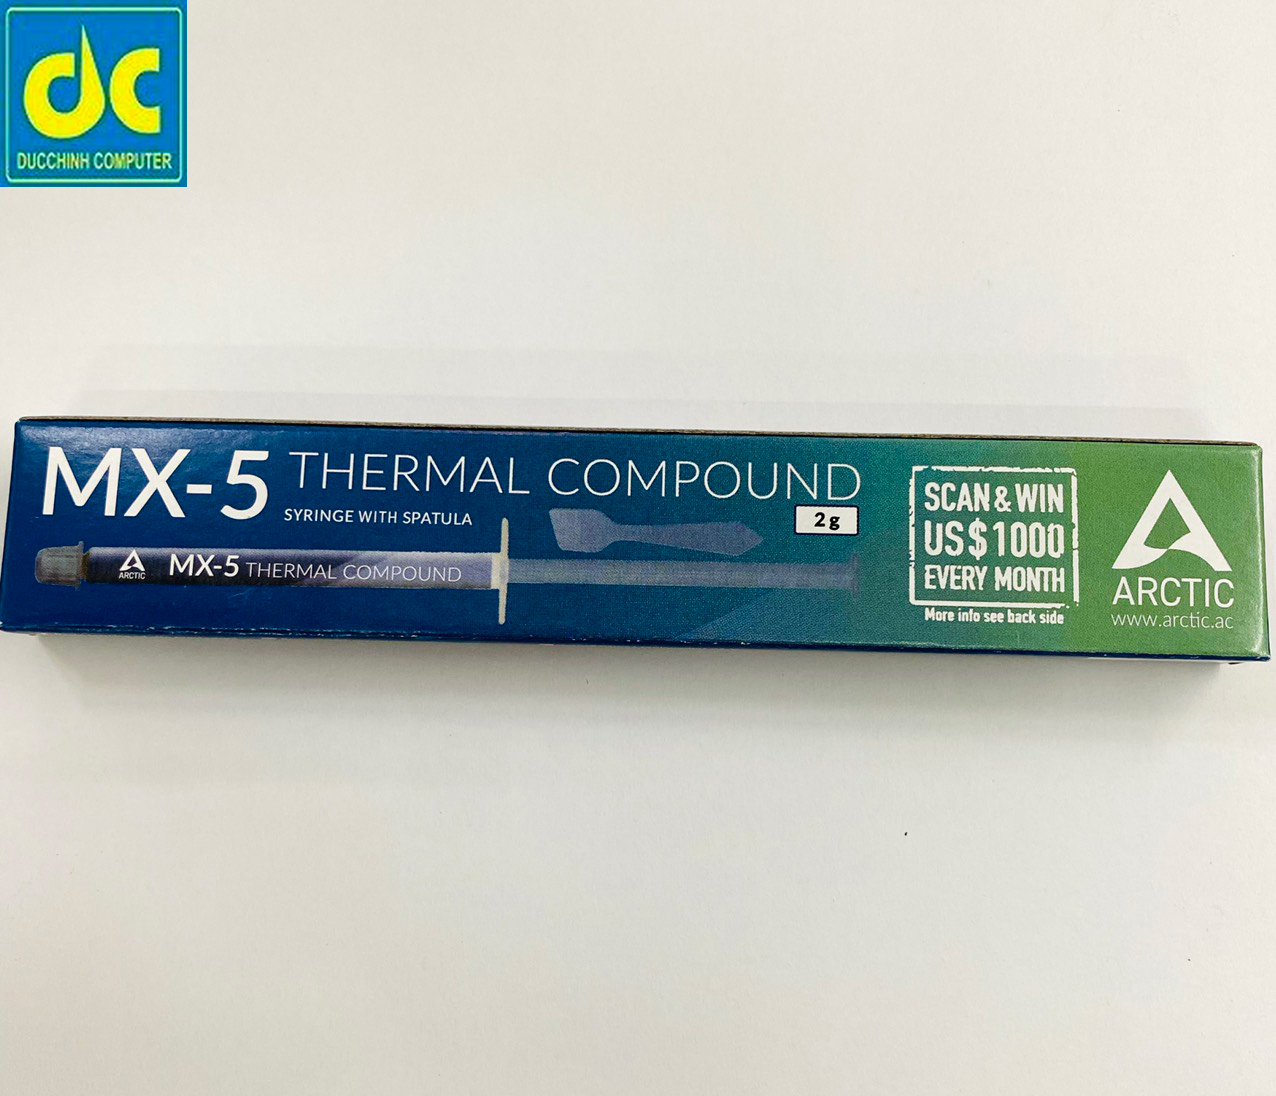 dc
DUCCHINH COMPUTER
MX-5 THERMAL COMPOUND
SYRINGE WITH SPATULA
2g
ARCTIC
MX-5 THERMAL COMPOUND
SCAN & WIN
US$1000
EVERY MONTH
More info see back side
ARCTIC
www.arctic.ac